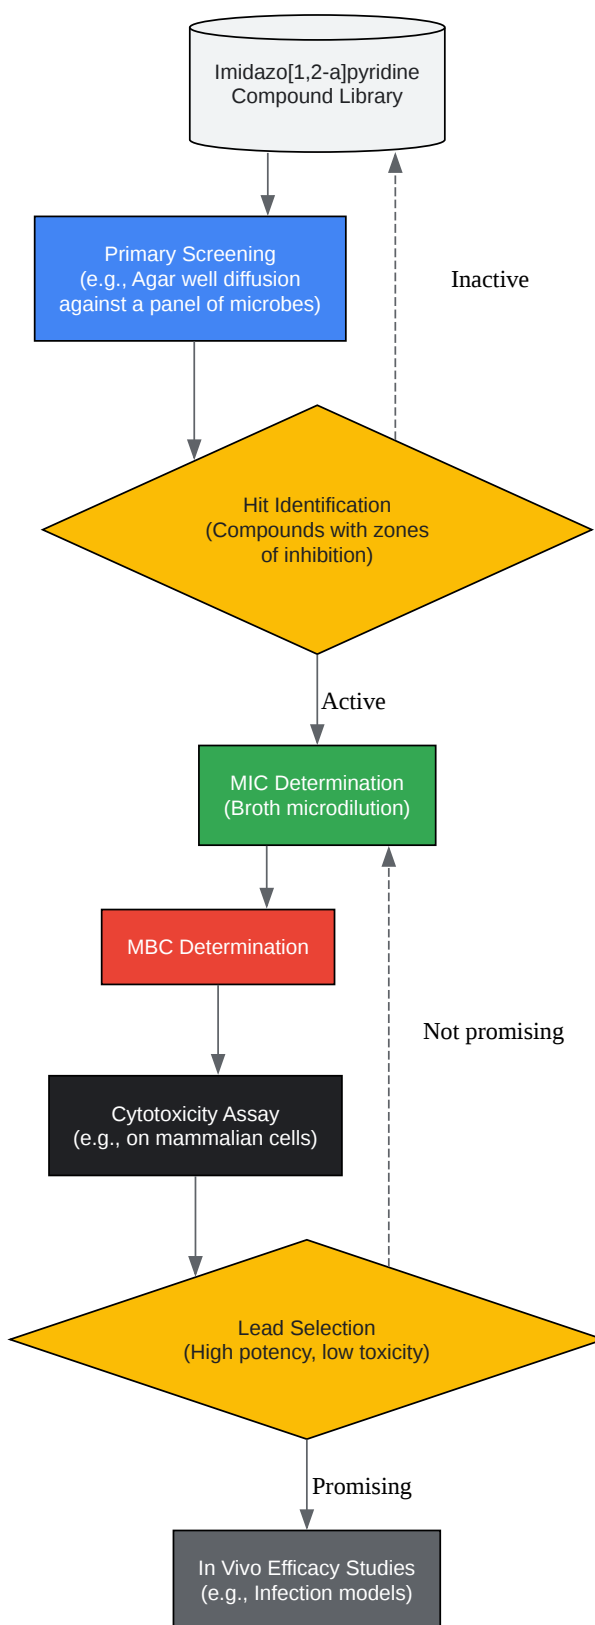 Imidazo[1,2-a]pyridine
Compound Library
Primary Screening
(e.g., Agar well diffusion
against a panel of microbes)
Inactive
Hit Identification
(Compounds with zones
of inhibition)
Active
MIC Determination
(Broth microdilution)
MBC Determination
Not promising
Cytotoxicity Assay
(e.g., on mammalian cells)
Lead Selection
(High potency, low toxicity)
Promising
In Vivo Efficacy Studies
(e.g., Infection models)